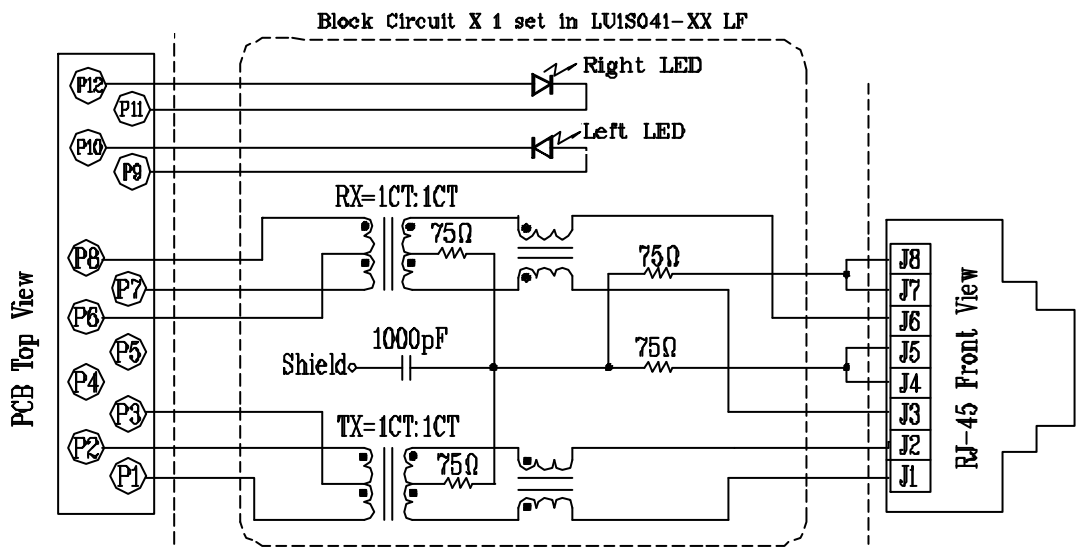 Block Circuit X 1 set in LU1S041-XX LF
P12
Right LED
P11
P10
Left LED
P9
RX=1CT:1CT
75Ω
P8
75Ω
J8
P7
J7
P6
J6
1000pF
P5
75Ω
J5
Shield
P4
J4
P3
J3
TX=1CT:1CT
P2
J2
75Ω
P1
J1
PCB Top View
RJ-45 Front View